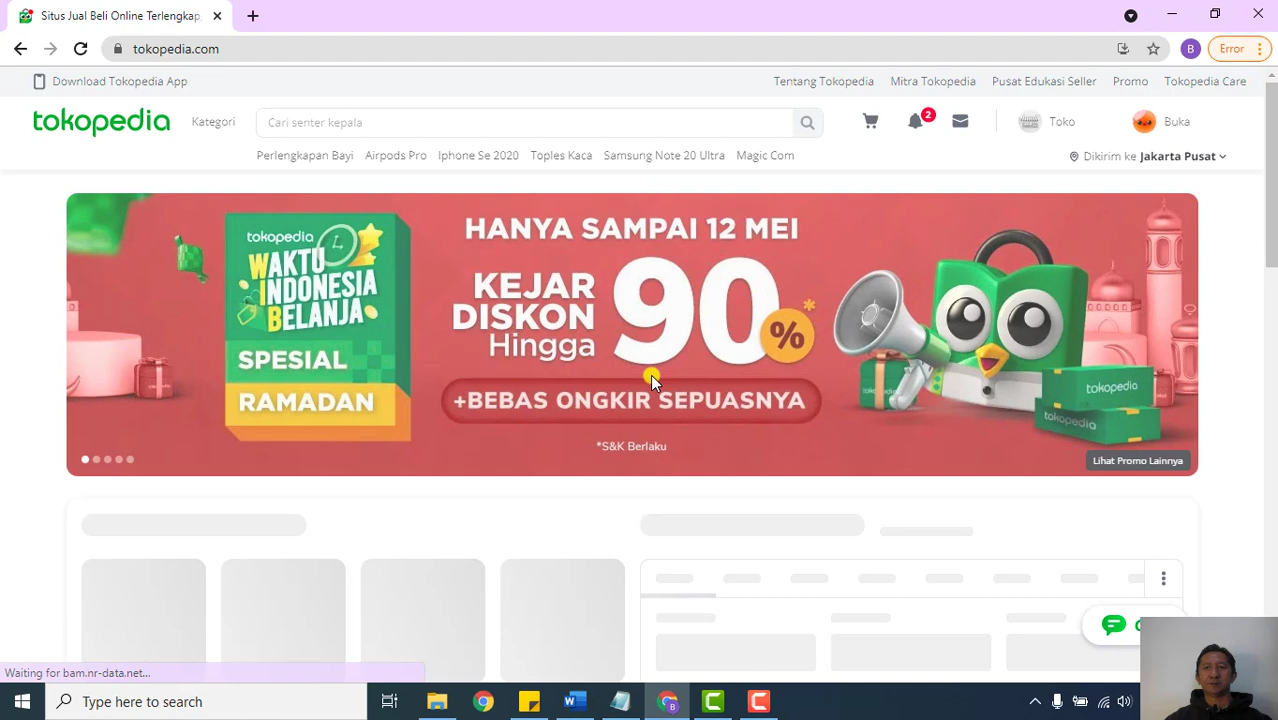 Situs Jual Beli Online Terlengkap,
tokopedia.com
B
Error
Download Tokopedia App
Tentang Tokopedia
Mitra Tokopedia
Pusat Edukasi Seller
Promo
Tokopedia Care
tokopedia
Kategori
Cari senter kepala
2
Toko
Buka
Perlengkapan Bayi
Airpods Pro
Iphone Se 2020
Toples Kaca
Samsung Note 20 Ultra
Magic Com
Dikirim ke Jakarta Pusat
tokopedia
WAKTU
INDONESIA
BELANJA
SPESIAL
RAMADAN
HANYA SAMPAI 12 MEI
KEJAR
DISKON
Hingga
90%*
+BEBAS ONGKIR SEPUASNYA
*S&K Berlaku
tokopedia
tokopedia
Lihat Promo Lainnya
Waiting for bam.nr-data.net...
Type here to search